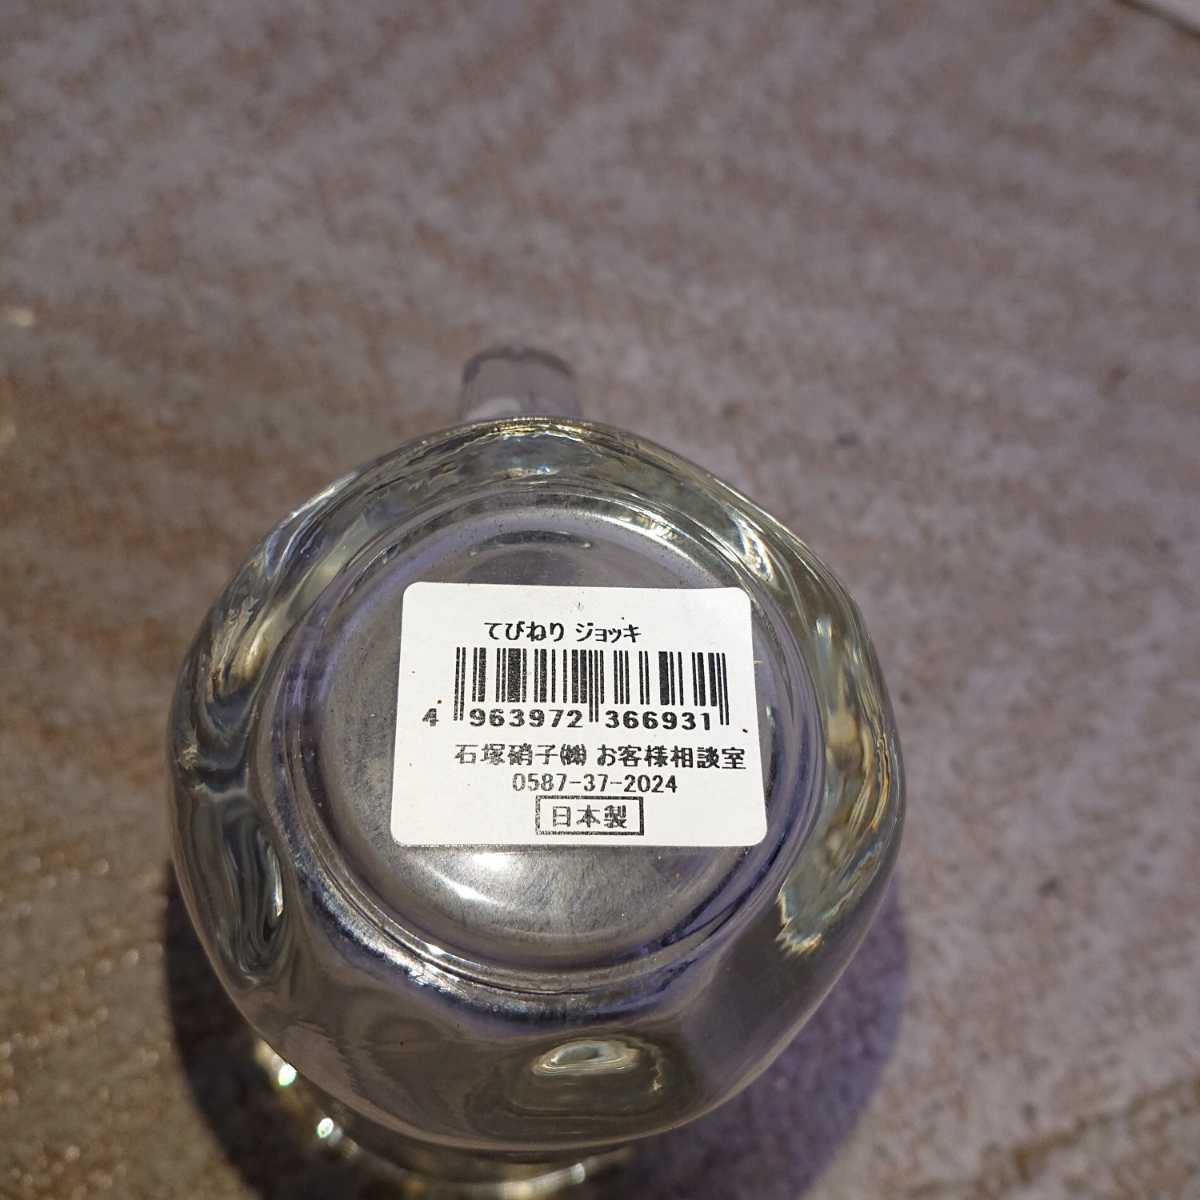 てびねり ジョッキ
4 963972 366931
石塚硝子㈱ お客様相談室
0587-37-2024
日本製